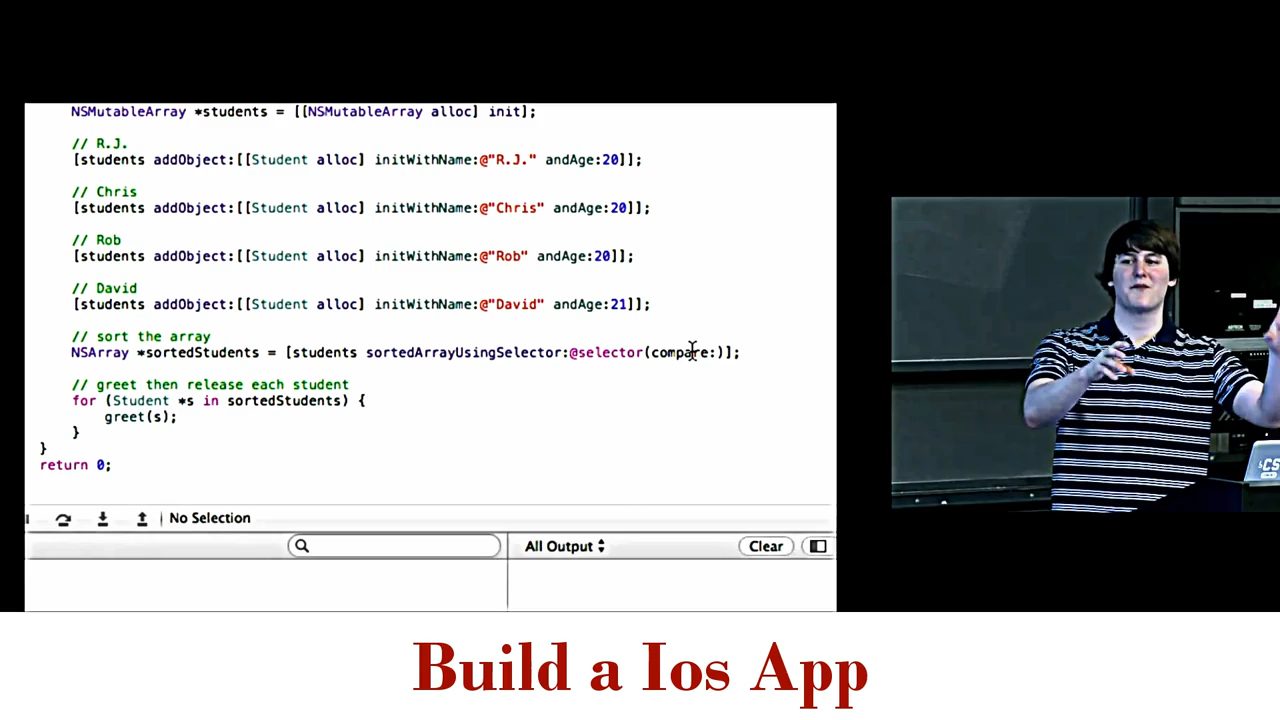 NSMutableArray *students = [[NSMutableArray alloc] init];
// R.J.
[students addObject:[[Student alloc] initWithName:@"R.J." andAge:20]];
// Chris
[students addObject:[[Student alloc] initWithName:@"Chris" andAge:20]];
// Rob
[students addObject:[[Student alloc] initWithName:@"Rob" andAge:20]];
// David
[students addObject:[[Student alloc] initWithName:@"David" andAge:21]];
// sort the array
NSArray *sortedStudents = [students sortedArrayUsingSelector:@selector(compare:)];
// greet then release each student
for (Student *s in sortedStudents) {
greet(s);
}
}
return 0;
No Selection
All Output
Clear
CS
Build a Ios App